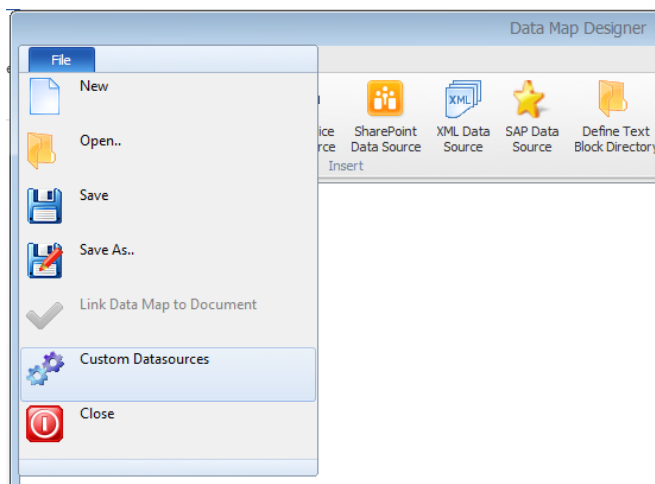 Data Map Designer
File
New
Open..
Save
Save As..
Link Data Map to Document
Custom Datasources
Close
SharePoint
Data Source
XML
XML Data
Source
SAP Data
Source
Define Text
Block Directory
Insert